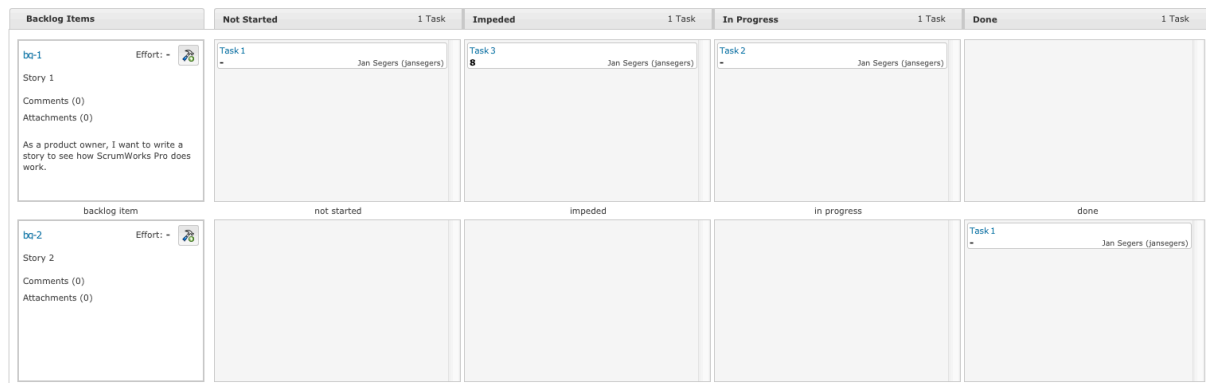 Backlog Items Not Started 1 Task Impeded 1 Task In Progress 1 Task Done 1 Task
bq-1 Effort: -
Story 1
Comments (0)
Attachments (0)
As a product owner, I want to write a
story to see how ScrumWorks Pro does
work.
Task 1
- Jan Segers (jansegers)
Task 3
8 Jan Segers (jansegers)
Task 2
- Jan Segers (jansegers)
backlog item not started impeded in progress done
bq-2 Effort: -
Story 2
Comments (0)
Attachments (0)
Task 1
- Jan Segers (jansegers)